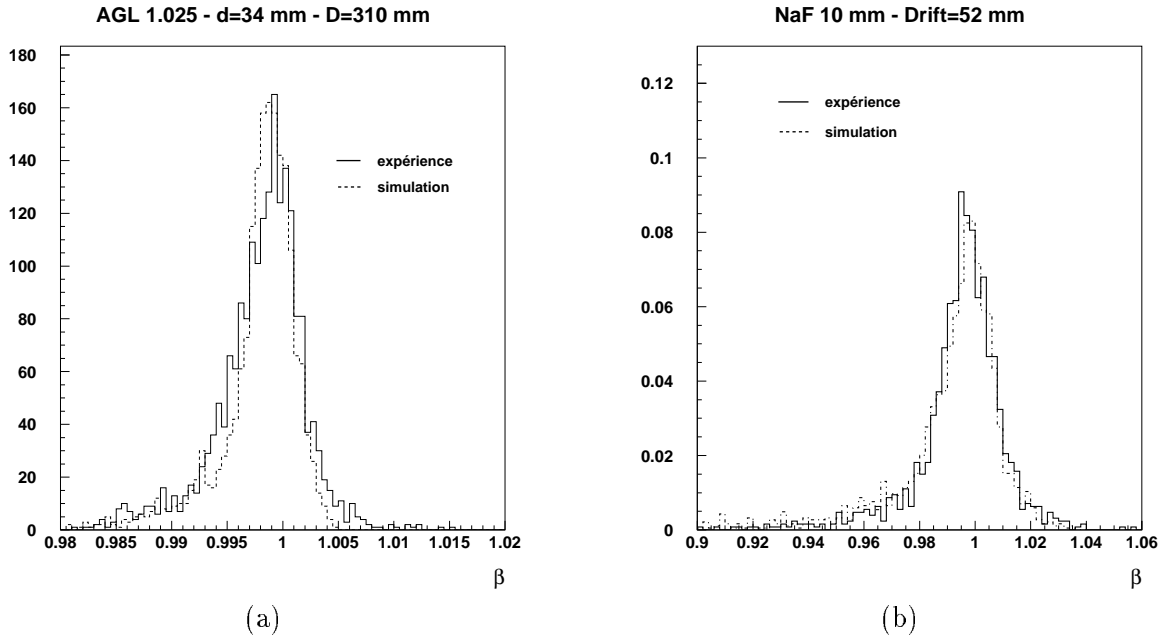 AGL 1.025 - d=34 mm - D=310 mm
180
160
140
120
100
80
60
40
20
0
expérience
simulation
0.98 0.985 0.99 0.995 1 1.005 1.01 1.015 1.02
β
(a)
NaF 10 mm - Drift=52 mm
0.12
0.1
0.08
0.06
0.04
0.02
0
expérience
simulation
0.9 0.92 0.94 0.96 0.98 1 1.02 1.04 1.06
β
(b)